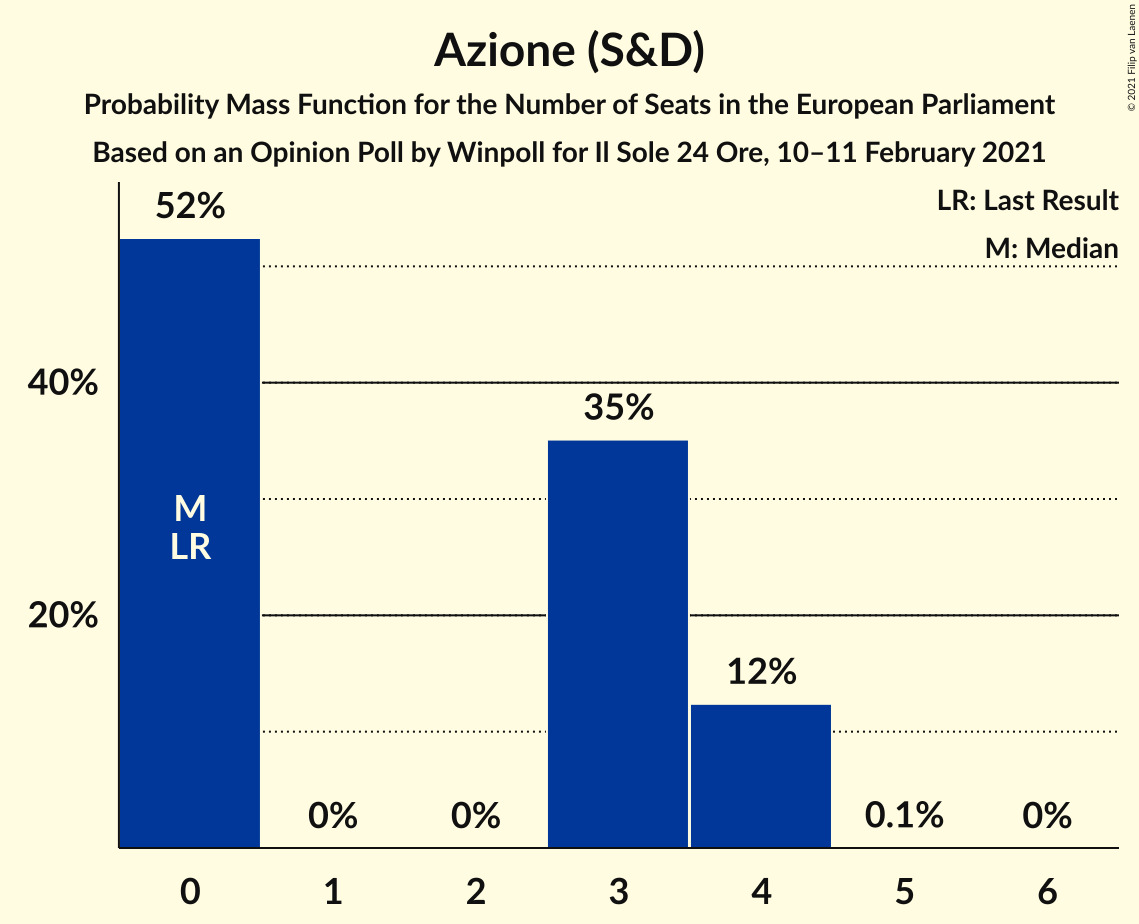 Azione (S&D)
Probability Mass Function for the Number of Seats in the European Parliament
Based on an Opinion Poll by Winpoll for Il Sole 24 Ore, 10–11 February 2021
© 2021 Filip van Laenen
LR: Last Result
M: Median
52%
40%
35%
M
LR
20%
12%
0%
0%
0.1%
0%
0
1
2
3
4
5
6